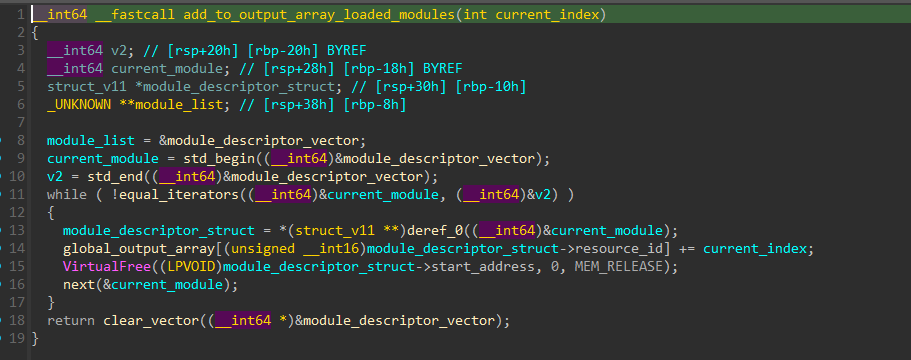 1 __int64 __fastcall add_to_output_array_loaded_modules(int current_index)
2 {
3 __int64 v2; // [rsp+20h] [rbp-20h] BYREF
4 __int64 current_module; // [rsp+28h] [rbp-18h] BYREF
5 struct_v11 *module_descriptor_struct; // [rsp+30h] [rbp-10h]
6 _UNKNOWN **module_list; // [rsp+38h] [rbp-8h]
7
8 module_list = &module_descriptor_vector;
9 current_module = std_begin((__int64)&module_descriptor_vector);
10 v2 = std_end((__int64)&module_descriptor_vector);
11 while ( !equal_iterators((__int64)&current_module, (__int64)&v2) )
12 {
13 module_descriptor_struct = *(struct_v11 **)deref_0((__int64)&current_module);
14 global_output_array[(unsigned __int16)module_descriptor_struct->resource_id] += current_index;
15 VirtualFree((LPVOID)module_descriptor_struct->start_address, 0, MEM_RELEASE);
16 next(&current_module);
17 }
18 return clear_vector((__int64 *)&module_descriptor_vector);
19 }